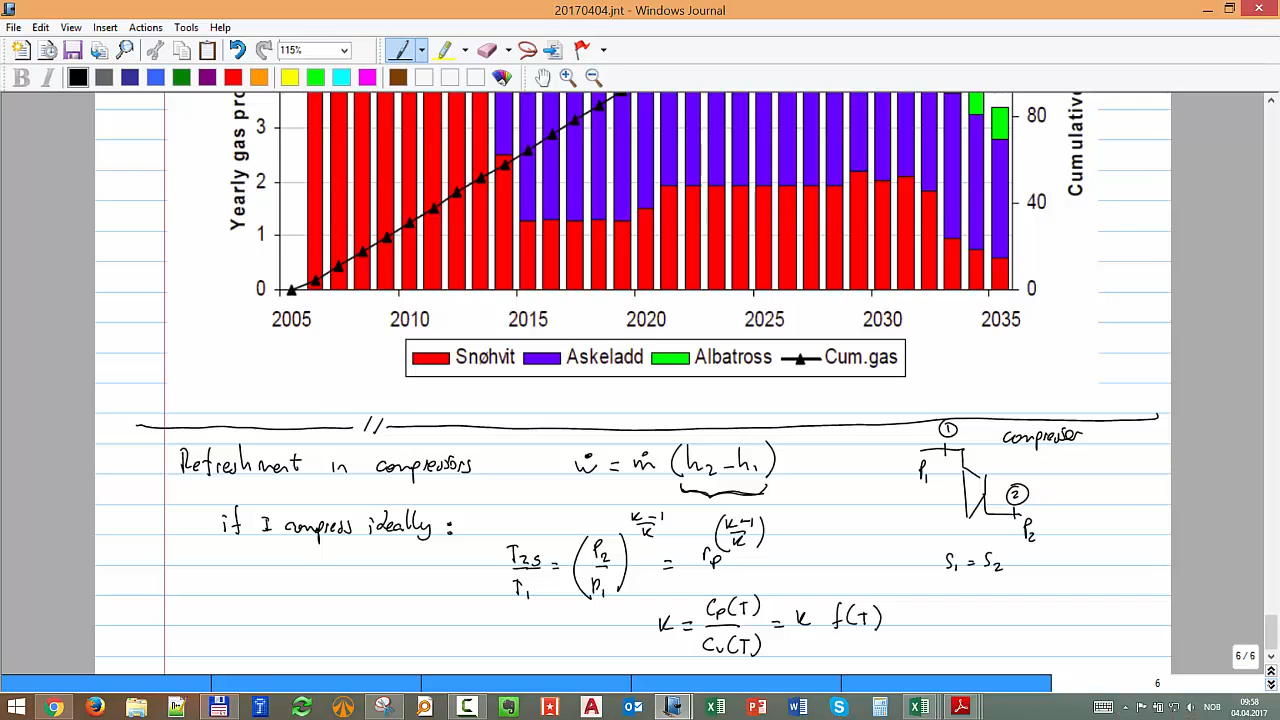 20170404.jnt - Windows Journal
File Edit View Insert Actions Tools Help
115%
B I
Yearly gas pro
3
2
1
0
80
40
0
Cumulative
2005 2010 2015 2020 2025 2030 2035
Snøhvit Askeladd Albatross Cum.gas
//
Refreshment in compressors
ẇ = ṁ (h2 - h1)
compressor
1
P1
2
P2
S1 = S2
if I compress ideally :
T2s/T1 = (P2/P1)^(K-1/K) = rp^(K-1/K)
K = Cp(T)/Cv(T) = K f(T)
6/6
6
NOB
09:58
04.04.2017